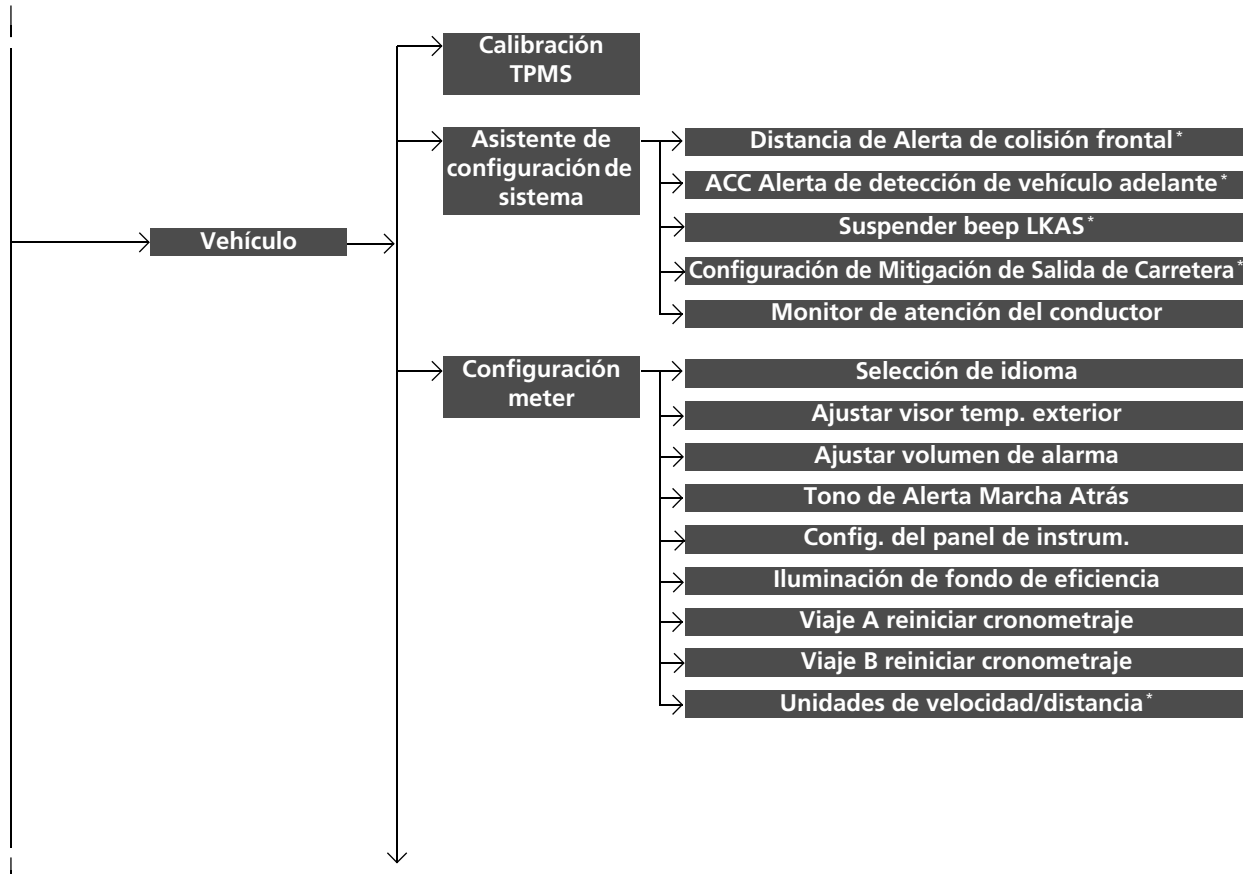 Calibración
TPMS
Asistente de
configuración de
sistema
Distancia de Alerta de colisión frontal*
ACC Alerta de detección de vehículo adelante*
Suspender beep LKAS*
Configuración de Mitigación de Salida de Carretera*
Monitor de atención del conductor
Vehículo
Configuración
meter
Selección de idioma
Ajustar visor temp. exterior
Ajustar volumen de alarma
Tono de Alerta Marcha Atrás
Config. del panel de instrum.
Iluminación de fondo de eficiencia
Viaje A reiniciar cronometraje
Viaje B reiniciar cronometraje
Unidades de velocidad/distancia*